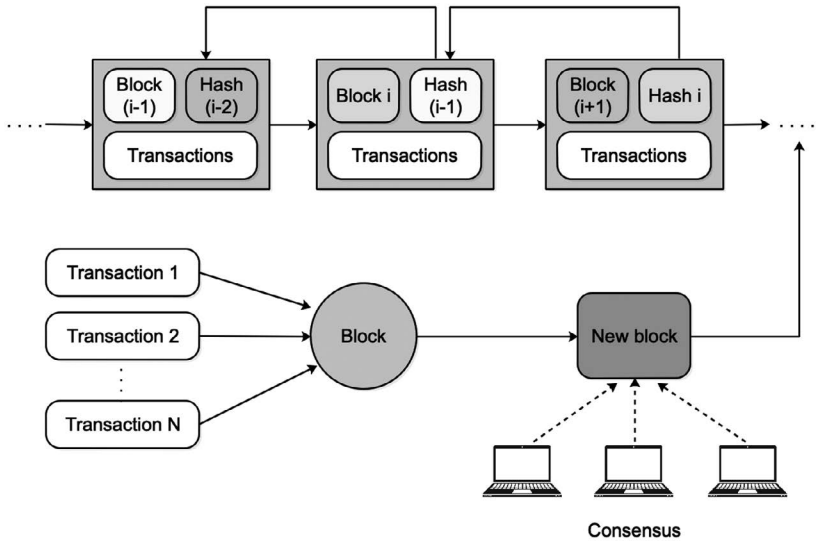 Block
(i-1)
Hash
(i-2)
Transactions
Block i
Hash
(i-1)
Transactions
Block
(i+1)
Hash i
Transactions
Transaction 1
Transaction 2
Transaction N
Block
New block
Consensus